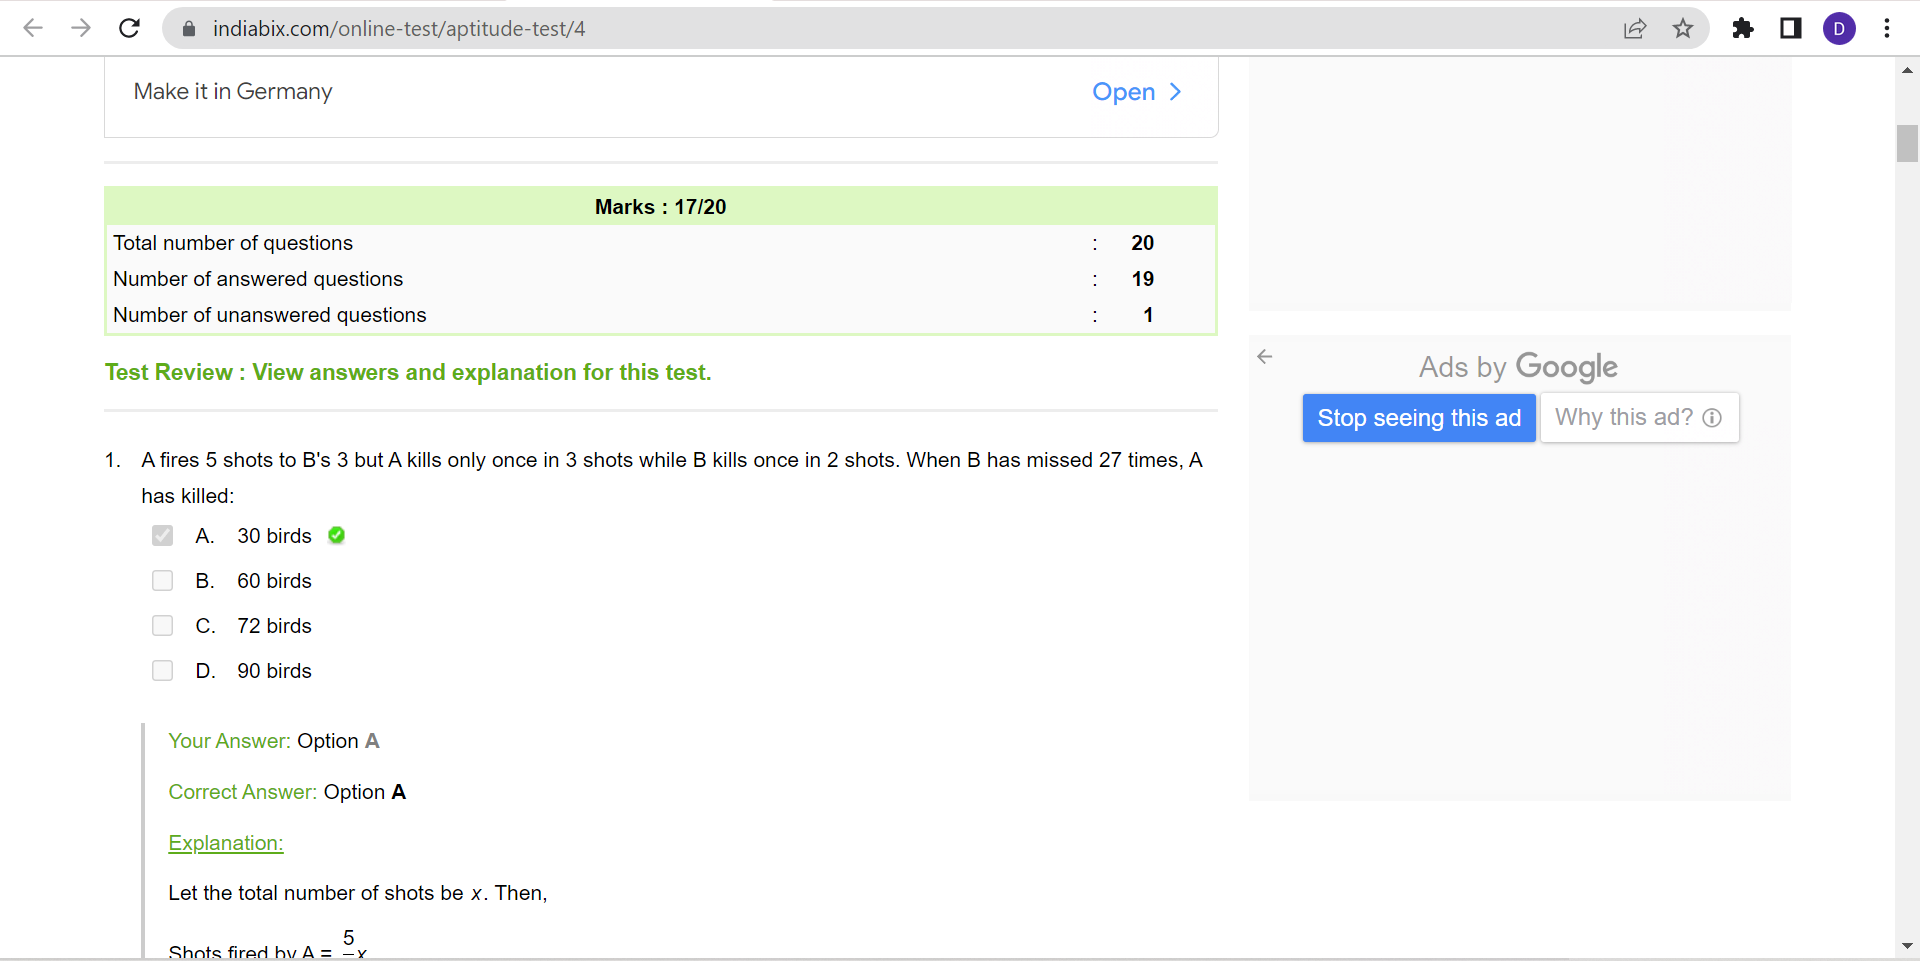 indiabix.com/online-test/aptitude-test/4
D
Make it in Germany
Open
Marks : 17/20
Total number of questions : 20
Number of answered questions : 19
Number of unanswered questions : 1
Test Review : View answers and explanation for this test.
Ads by Google
Stop seeing this ad
Why this ad?
1. A fires 5 shots to B's 3 but A kills only once in 3 shots while B kills once in 2 shots. When B has missed 27 times, A
has killed:
A. 30 birds
B. 60 birds
C. 72 birds
D. 90 birds
Your Answer: Option A
Correct Answer: Option A
Explanation:
Let the total number of shots be x. Then,
5
Shots fired by A = x